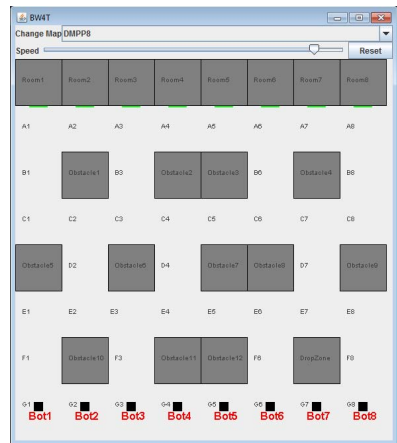 BW4T
Change Map DMPP8
Speed Reset
Room1 Room2 Room3 Room4 Room5 Room6 Room7 Room8
A1 A2 A3 A4 A5 A6 A7 A8
B1 Obstacle1 B3 Obstacle2 Obstacle3 B6 Obstacle4 B8
C1 C2 C3 C4 C5 C6 C7 C8
Obstacle5 D2 Obstacle6 D4 Obstacle7 Obstacle8 D7 Obstacle9
E1 E2 E3 E4 E5 E6 E7 E8
F1 Obstacle10 F3 Obstacle11 Obstacle12 F6 DropZone F8
G1 G2 G3 G4 G5 G6 G7 G8
Bot1 Bot2 Bot3 Bot4 Bot5 Bot6 Bot7 Bot8